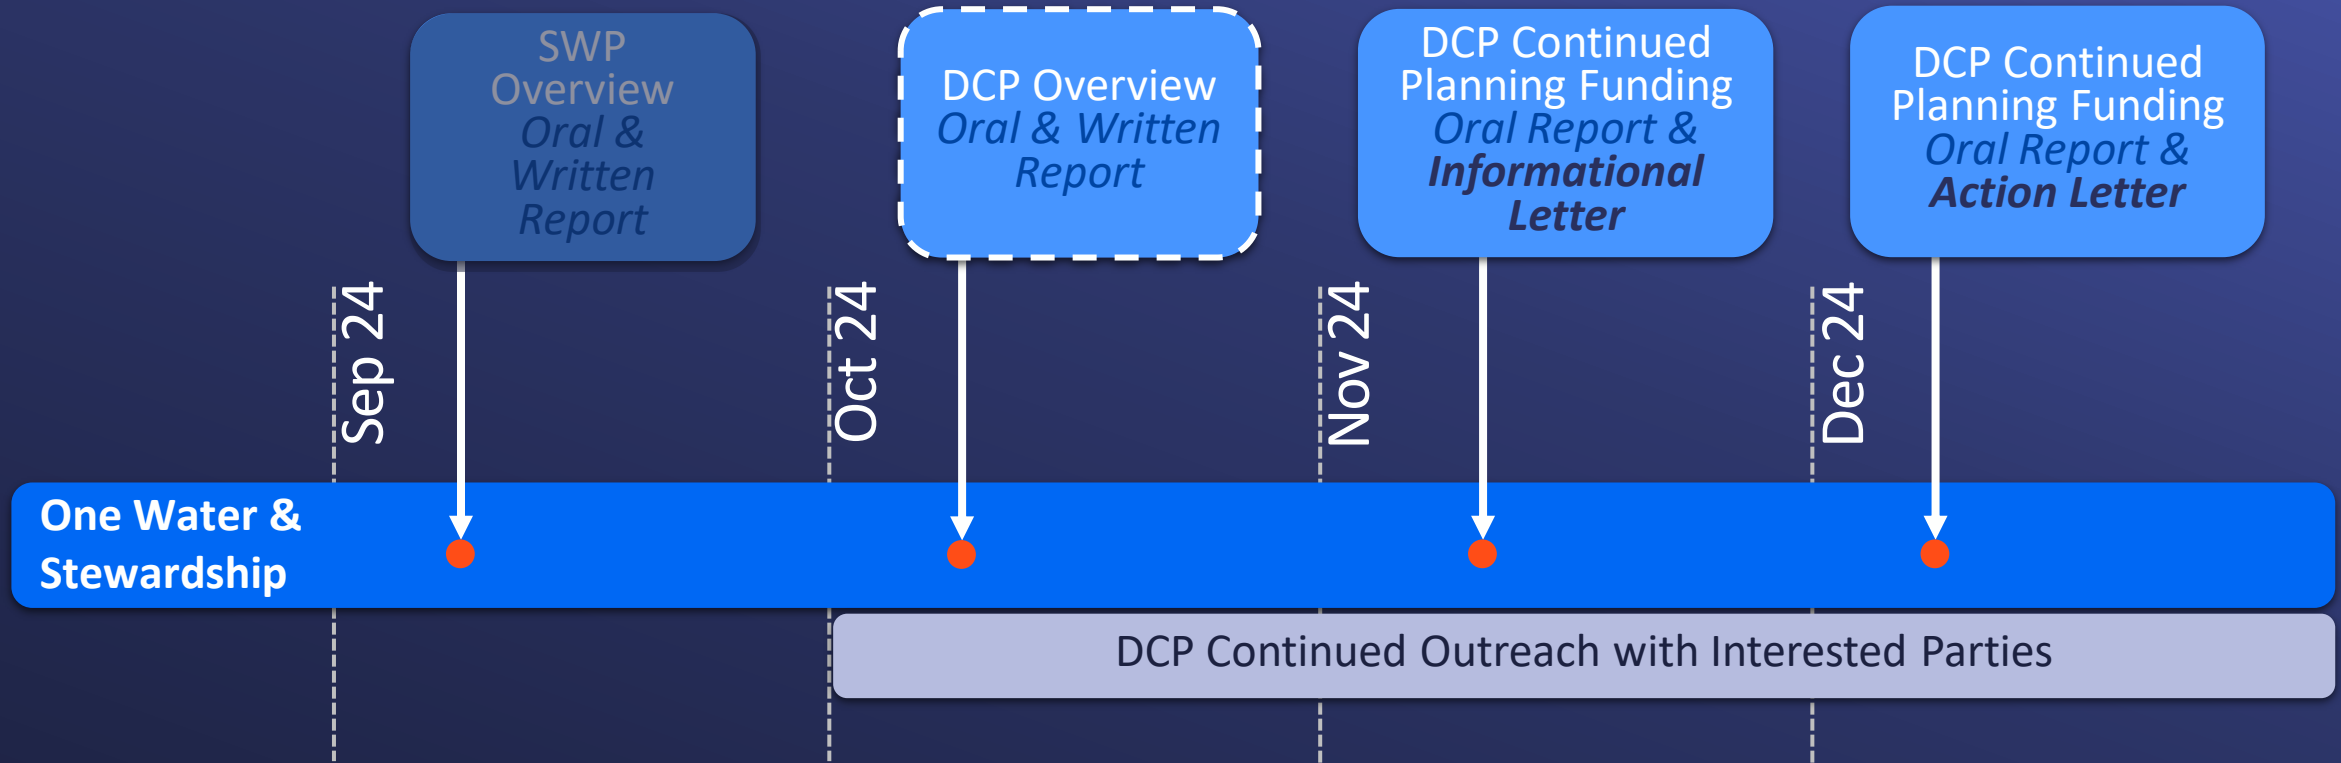 SWP
Overview
Oral &
Written
Report
DCP Overview
Oral & Written
Report
DCP Continued
Planning Funding
Oral Report &
Informational
Letter
DCP Continued
Planning Funding
Oral Report &
Action Letter
Sep 24
Oct 24
Nov 24
Dec 24
One Water &
Stewardship
DCP Continued Outreach with Interested Parties